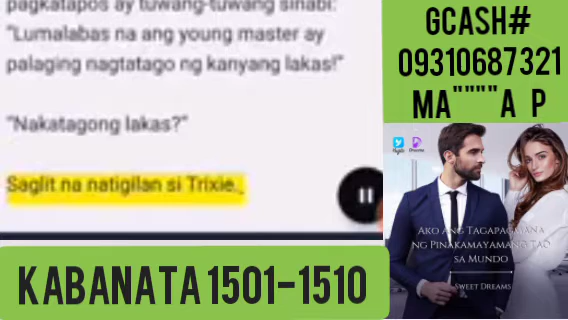 pagkatapos ay tuwang-tuwang sinabi:
"Lumalabas na ang young master ay
palaging nagtatago ng kanyang lakas!"
"Nakatagong lakas?"
Saglit na natigilan si Trixie.
GCASH#
09310687321
MA""""A P
Dreame
AKO ANG TAGAPAGMANA
NG PINAKAMAYAMANG TAO
SA MUNDO
SWEET DREAMS
KABANATA 1501-1510